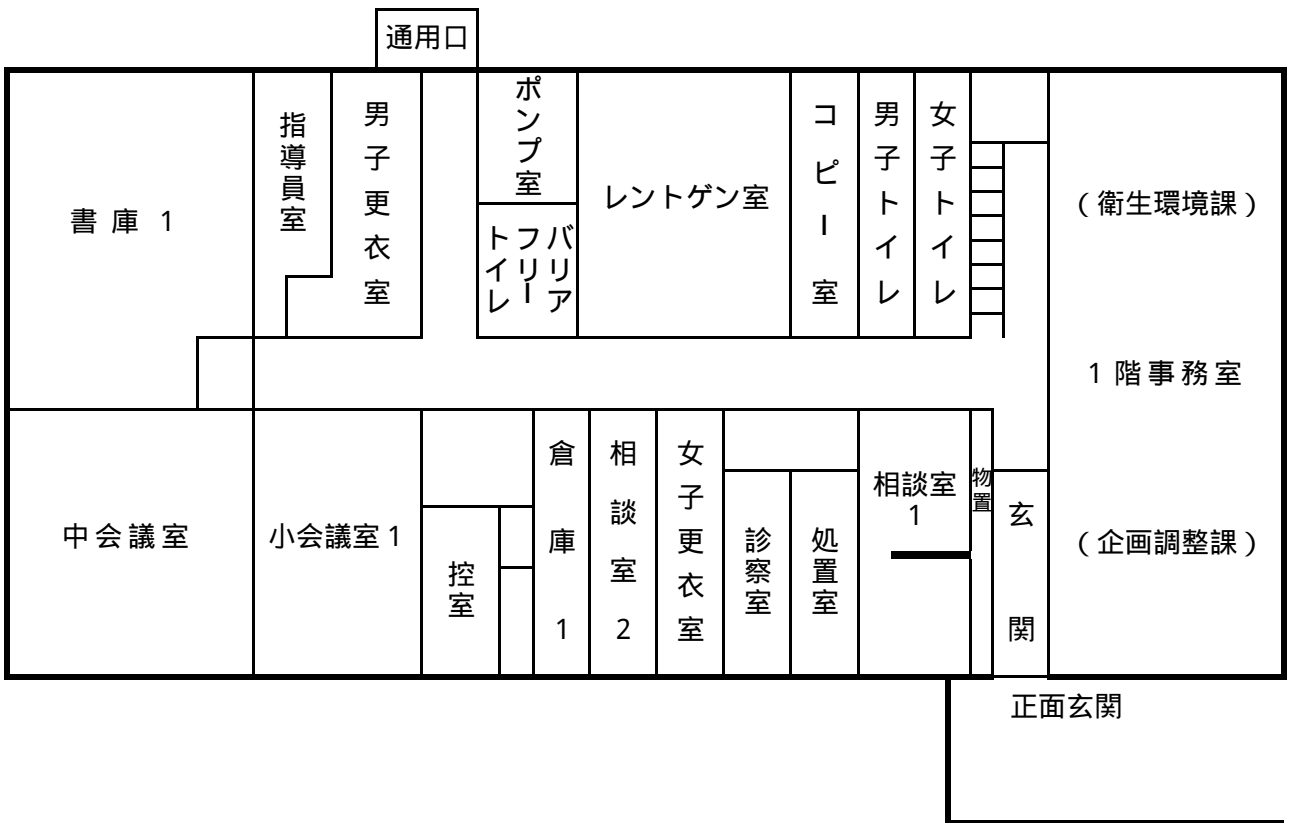 通用口
書庫 1
指導員室
男子更衣室
ポンプ室
バリア
フリー
トイレ
レントゲン室
コピー室
男子トイレ
女子トイレ
(衛生環境課)
1階事務室
(企画調整課)
中会議室
小会議室1
控室
倉庫1
相談室2
女子更衣室
診察室
処置室
相談室
1
物置
玄関
正面玄関